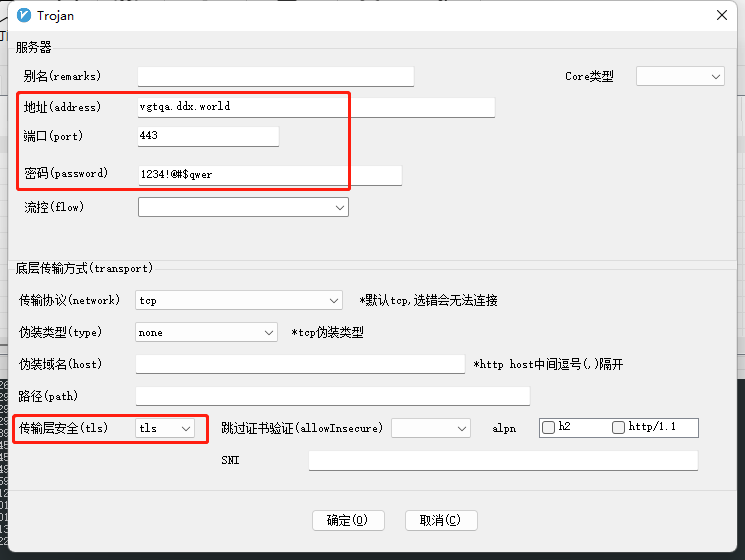 Trojan
服务器
别名(remarks)
Core类型
地址(address) vgtqa.ddx.world
端口(port) 443
密码(password) 1234!@#$qwer
流控(flow)
底层传输方式(transport)
传输协议(network) tcp *默认tcp,选错会无法连接
伪装类型(type) none *tcp伪装类型
伪装域名(host) *http host中间逗号(,)隔开
路径(path)
传输层安全(tls) tls 跳过证书验证(allowInsecure) alpn h2 http/1.1
SNI
确定(O) 取消(C)